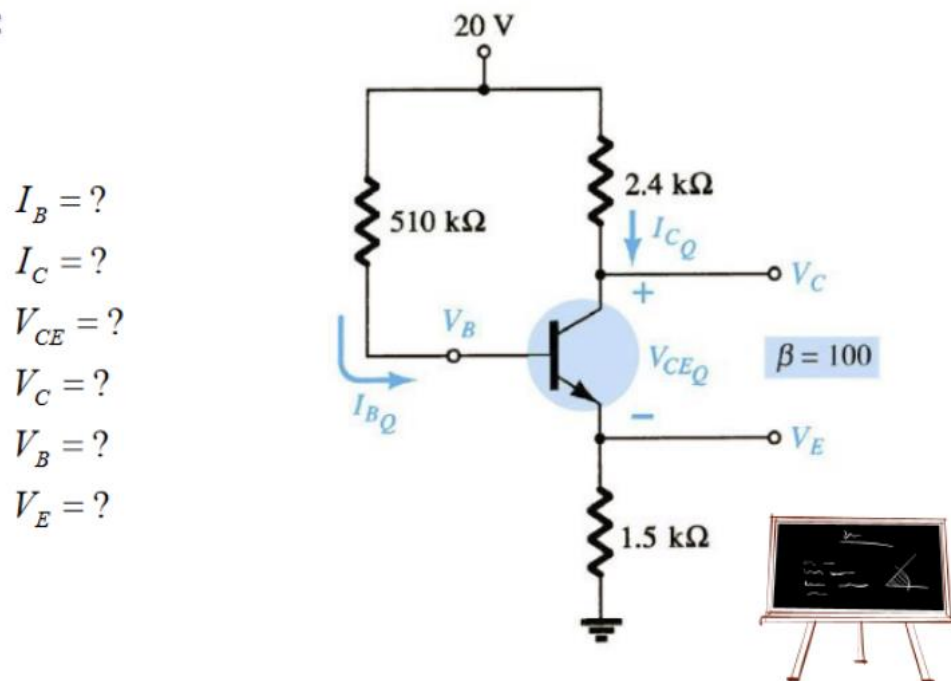 20 V
I_B = ?
I_C = ?
V_CE = ?
V_C = ?
V_B = ?
V_E = ?
510 kΩ
2.4 kΩ
I_CQ
V_C
+
V_B
V_CEQ
β = 100
I_BQ
−
V_E
1.5 kΩ